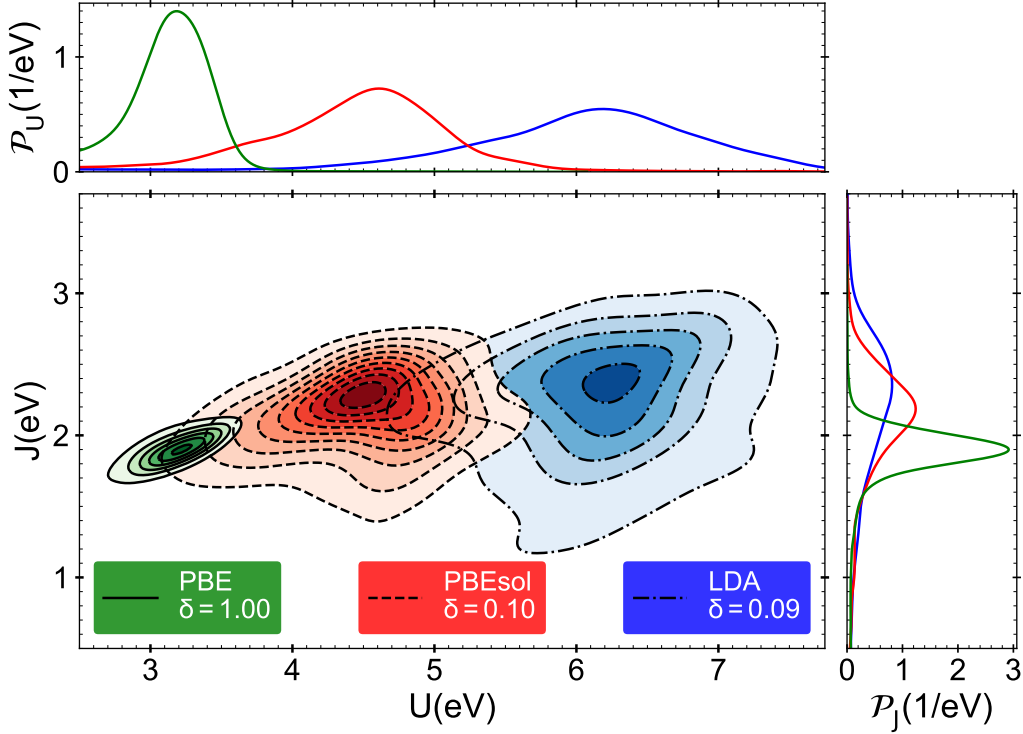 𝒫U(1/eV)
1
0
J(eV)
3
2
1
PBE
δ = 1.00
PBEsol
δ = 0.10
LDA
δ = 0.09
3 4 5 6 7
U(eV)
0 1 2 3
𝒫J(1/eV)